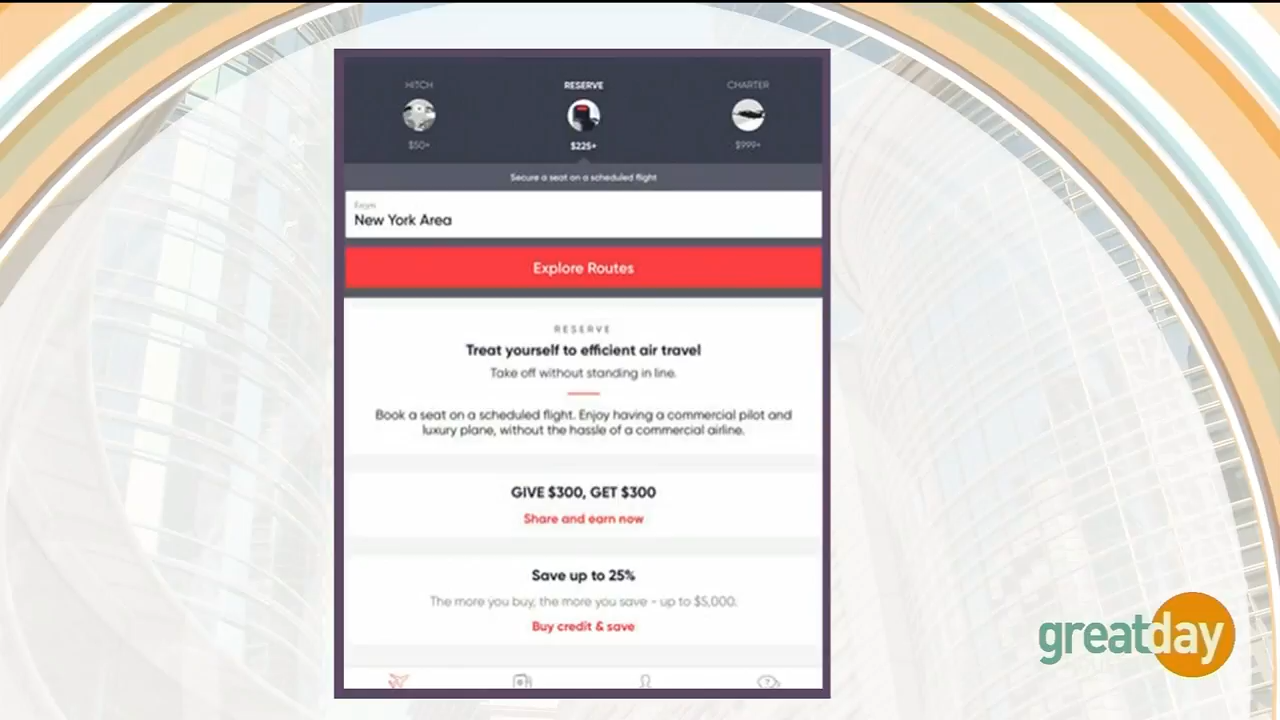 HITCH RESERVE CHARTER
$50+ $225+ $999+
Secure a seat on a scheduled flight
New York Area
Explore Routes
RESERVE
Treat yourself to efficient air travel
Take off without standing in line.
Book a seat on a scheduled flight. Enjoy having a commercial pilot and
luxury plane, without the hassle of a commercial airline.
GIVE $300, GET $300
Share and earn now
Save up to 25%
The more you buy, the more you save - up to $5,000.
Buy credit & save
greatday